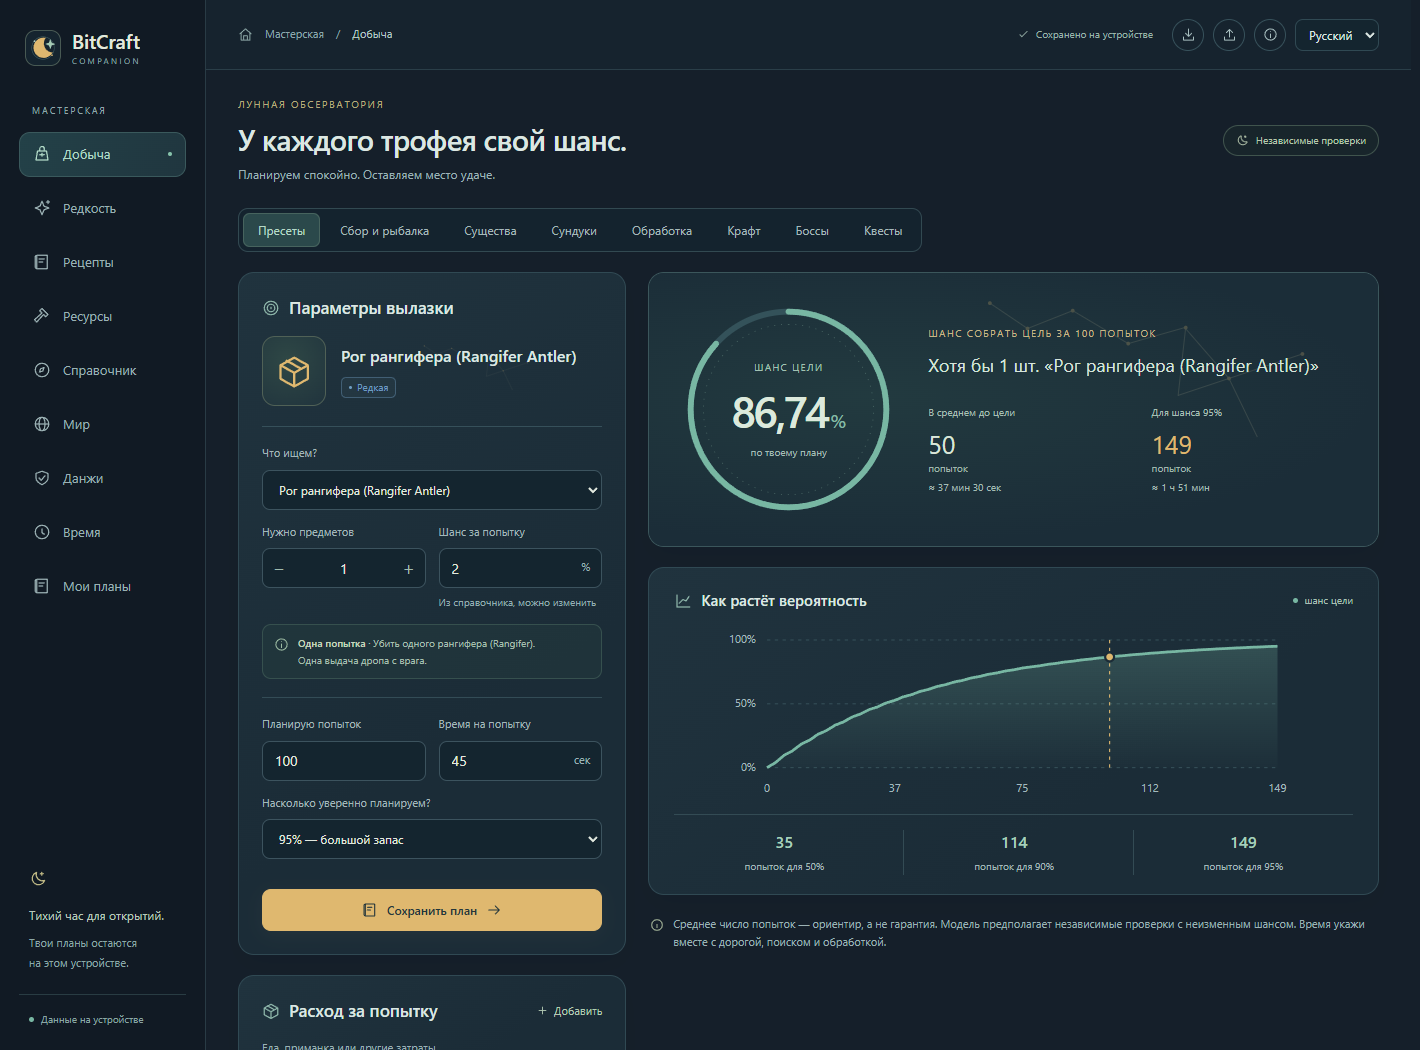 BitCraft
COMPANION
МАСТЕРСКАЯ
Добыча
Редкость
Рецепты
Ресурсы
Справочник
Мир
Данжи
Время
Мои планы
Тихий час для открытий.
Твои планы остаются
на этом устройстве.
Данные на устройстве
Мастерская / Добыча
Сохранено на устройстве
Русский
ЛУННАЯ ОБСЕРВАТОРИЯ
У каждого трофея свой шанс.
Планируем спокойно. Оставляем место удаче.
Независимые проверки
Пресеты Сбор и рыбалка Существа Сундуки Обработка Крафт Боссы Квесты
Параметры вылазки
Рог рангифера (Rangifer Antler)
Редкая
Что ищем?
Рог рангифера (Rangifer Antler)
Нужно предметов Шанс за попытку
− 1 + 2 %
Из справочника, можно изменить
Одна попытка · Убить одного рангифера (Rangifer).
Одна выдача дропа с врага.
Планирую попыток Время на попытку
100 45 сек
Насколько уверенно планируем?
95% — большой запас
Сохранить план →
Расход за попытку
+ Добавить
Еда, приманка или другие затраты
ШАНС ЦЕЛИ
86,74%
по твоему плану
ШАНС СОБРАТЬ ЦЕЛЬ ЗА 100 ПОПЫТОК
Хотя бы 1 шт. «Рог рангифера (Rangifer Antler)»
В среднем до цели Для шанса 95%
50 149
попыток попыток
≈ 37 мин 30 сек ≈ 1 ч 51 мин
Как растёт вероятность
шанс цели
100%
50%
0%
0 37 75 112 149
35 114 149
попыток для 50% попыток для 90% попыток для 95%
Среднее число попыток — ориентир, а не гарантия. Модель предполагает независимые проверки с неизменным шансом. Время укажи
вместе с дорогой, поиском и обработкой.